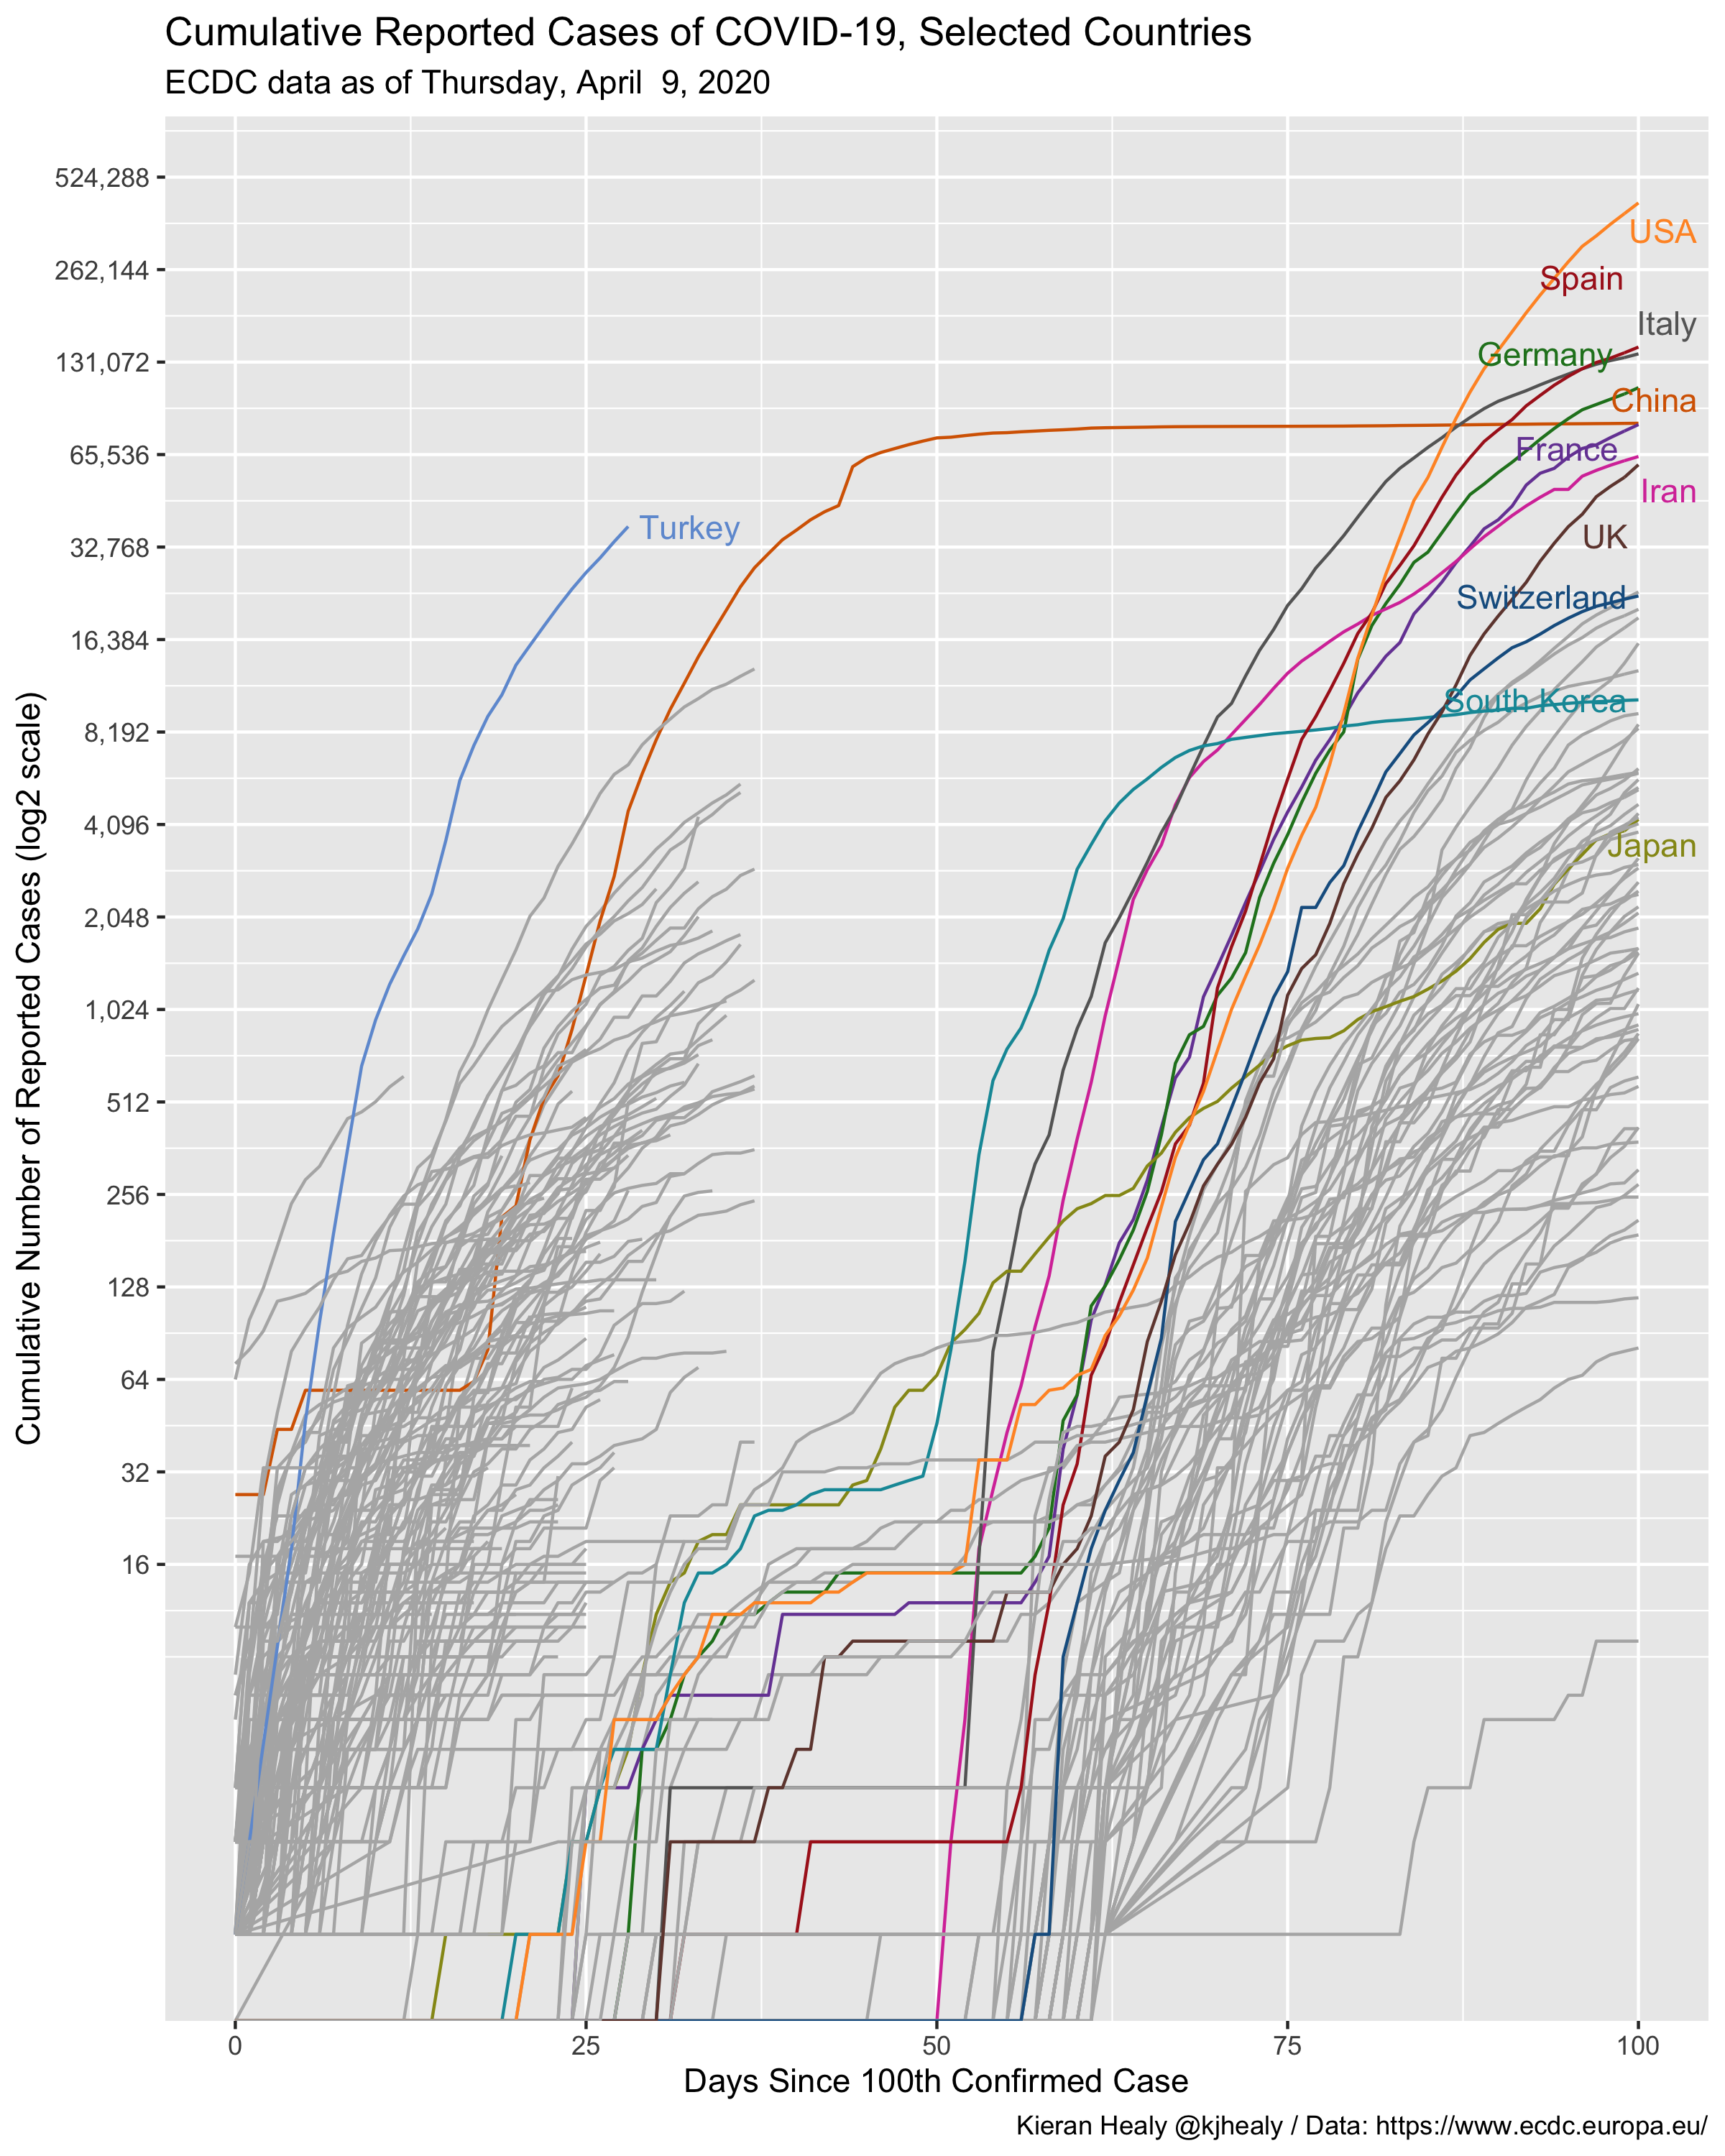 Cumulative Reported Cases of COVID-19, Selected Countries
ECDC data as of Thursday, April  9, 2020
Cumulative Number of Reported Cases (log2 scale)
524,288
262,144
131,072
65,536
32,768
16,384
8,192
4,096
2,048
1,024
512
256
128
64
32
16
USA
Spain
Italy
Germany
China
France
Iran
Turkey
UK
Switzerland
South Korea
Japan
0
25
50
75
100
Days Since 100th Confirmed Case
Kieran Healy @kjhealy / Data: https://www.ecdc.europa.eu/